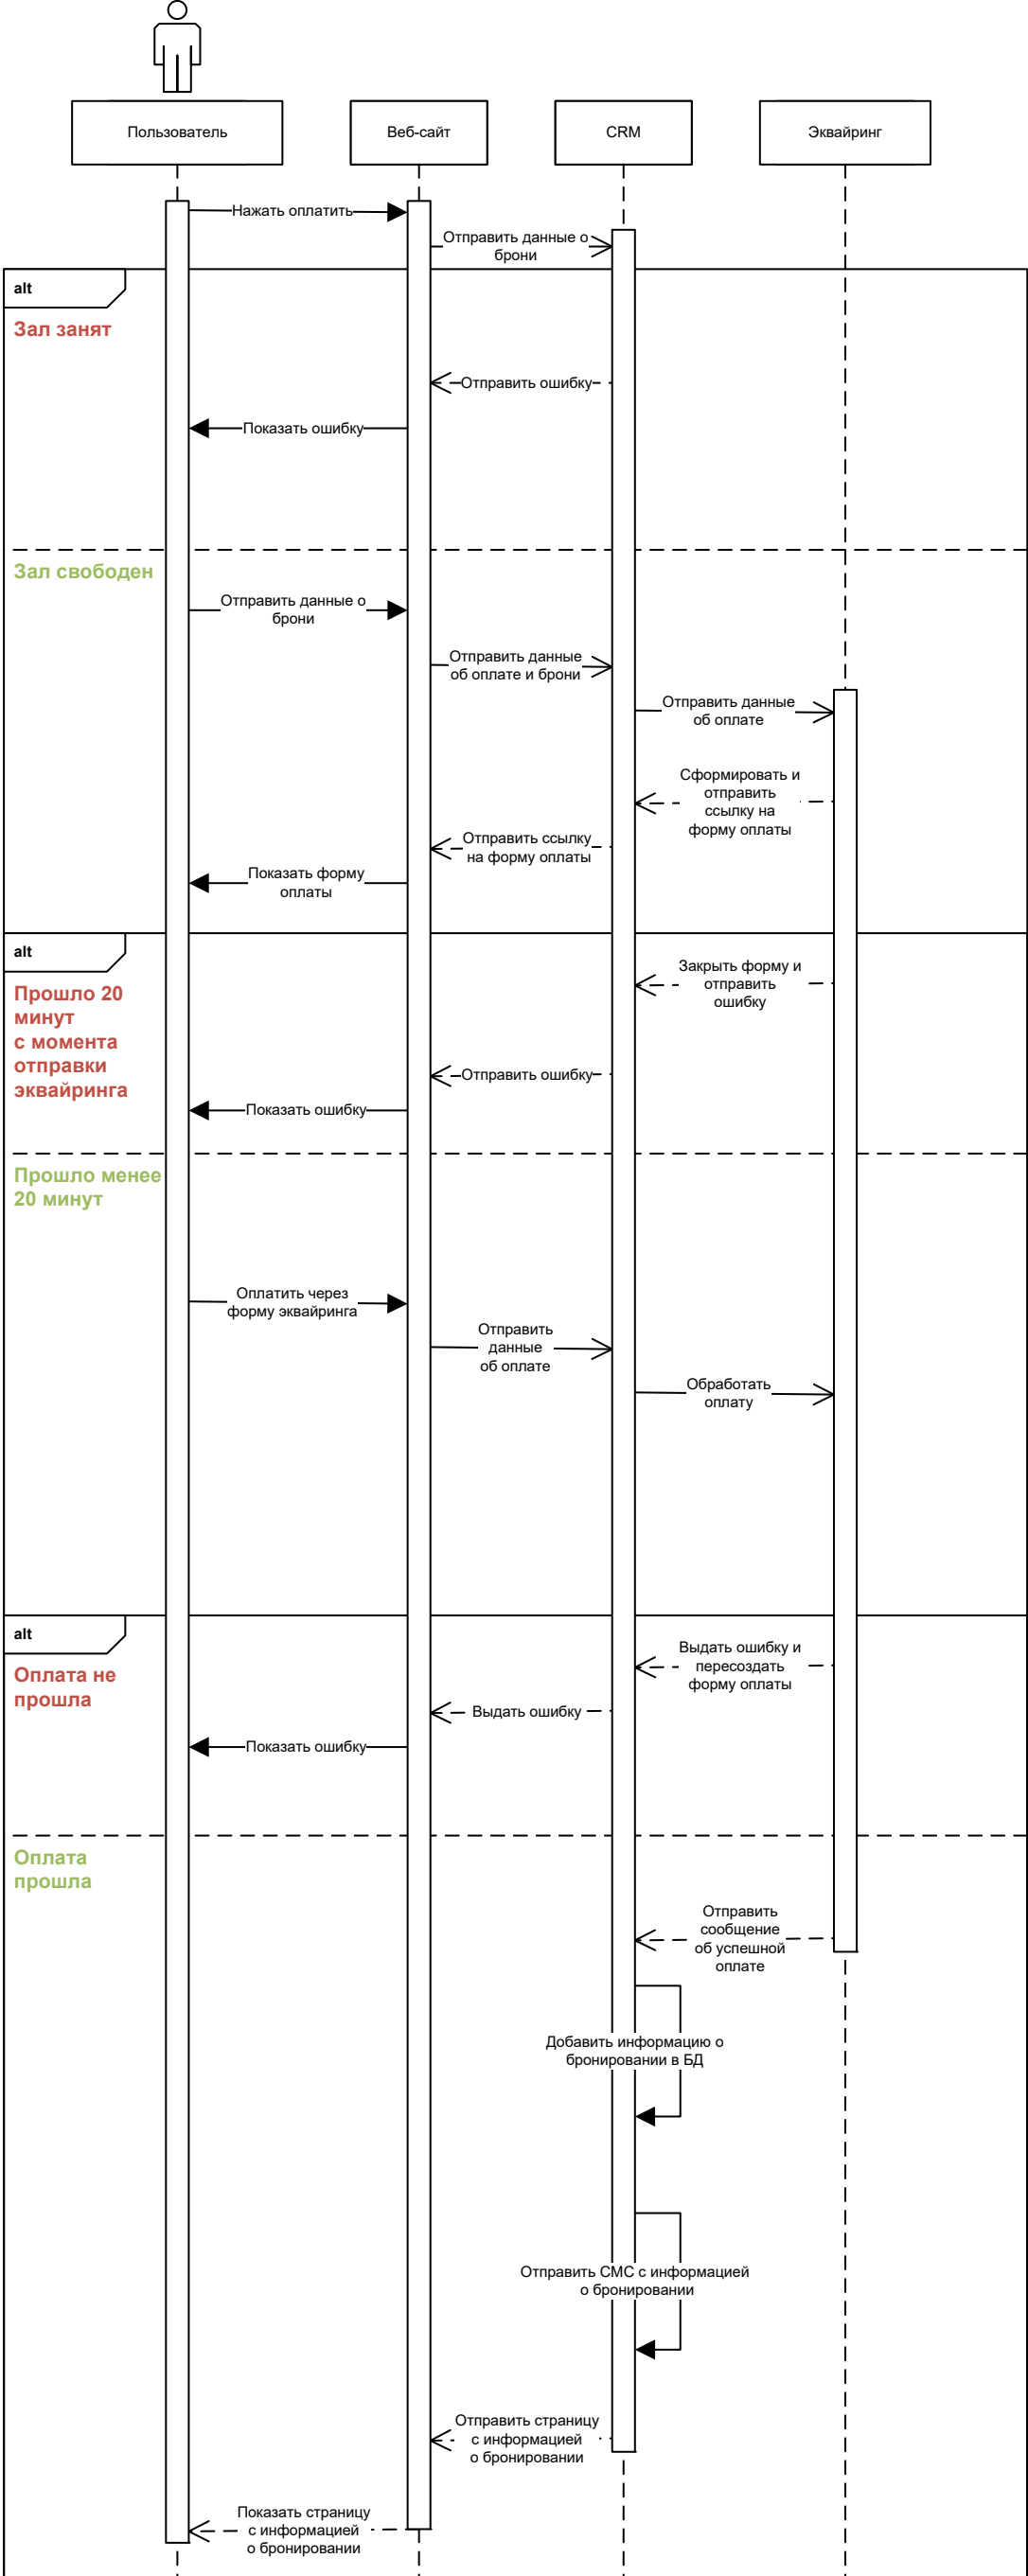 Пользователь
Веб-сайт
CRM
Эквайринг
Нажать оплатить
Отправить данные о
брони
alt
Зал занят
Отправить ошибку
Показать ошибку
Зал свободен
Отправить данные о
брони
Отправить данные
об оплате и брони
Отправить данные
об оплате
Сформировать и
отправить
ссылку на
форму оплаты
Отправить ссылку
на форму оплаты
Показать форму
оплаты
alt
Прошло 20
минут
с момента
отправки
эквайринга
Закрыть форму и
отправить
ошибку
Отправить ошибку
Показать ошибку
Прошло менее
20 минут
Оплатить через
форму эквайринга
Отправить
данные
об оплате
Обработать
оплату
alt
Оплата не
прошла
Выдать ошибку и
пересоздать
форму оплаты
Выдать ошибку
Показать ошибку
Оплата
прошла
Отправить
сообщение
об успешной
оплате
Добавить информацию о
бронировании в БД
Отправить СМС с информацией
о бронировании
Отправить страницу
с информацией
о бронировании
Показать страницу
с информацией
о бронировании